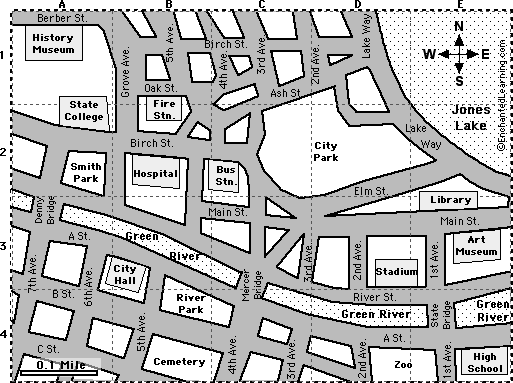 A B C D E
Berber St.
History
Museum
Grove Ave.
5th Ave.
Birch St.
4th Ave.
3rd Ave.
2nd Ave.
Lake Way
N
W E
S
1
Oak St.
Ash St.
State
College
Fire
Stn.
Jones
Lake
©EnchantedLearning.com
Lake
Way
Birch St.
City
Park
2
Smith
Park
Hospital
Bus
Stn.
Elm St.
Library
Denny
Bridge
Main St.
Main St.
A St.
Green
River
3
7th Ave.
6th Ave.
City
Hall
Mercer
Bridge
3rd Ave.
2nd Ave.
Stadium
1st Ave.
Art
Museum
B St.
River
Park
River St.
Green River
State
Bridge
Green
River
4
5th Ave.
A St.
C St.
0.1 Mile
Cemetery
4th Ave.
3rd Ave.
2nd Ave.
Zoo
1st Ave.
High
School